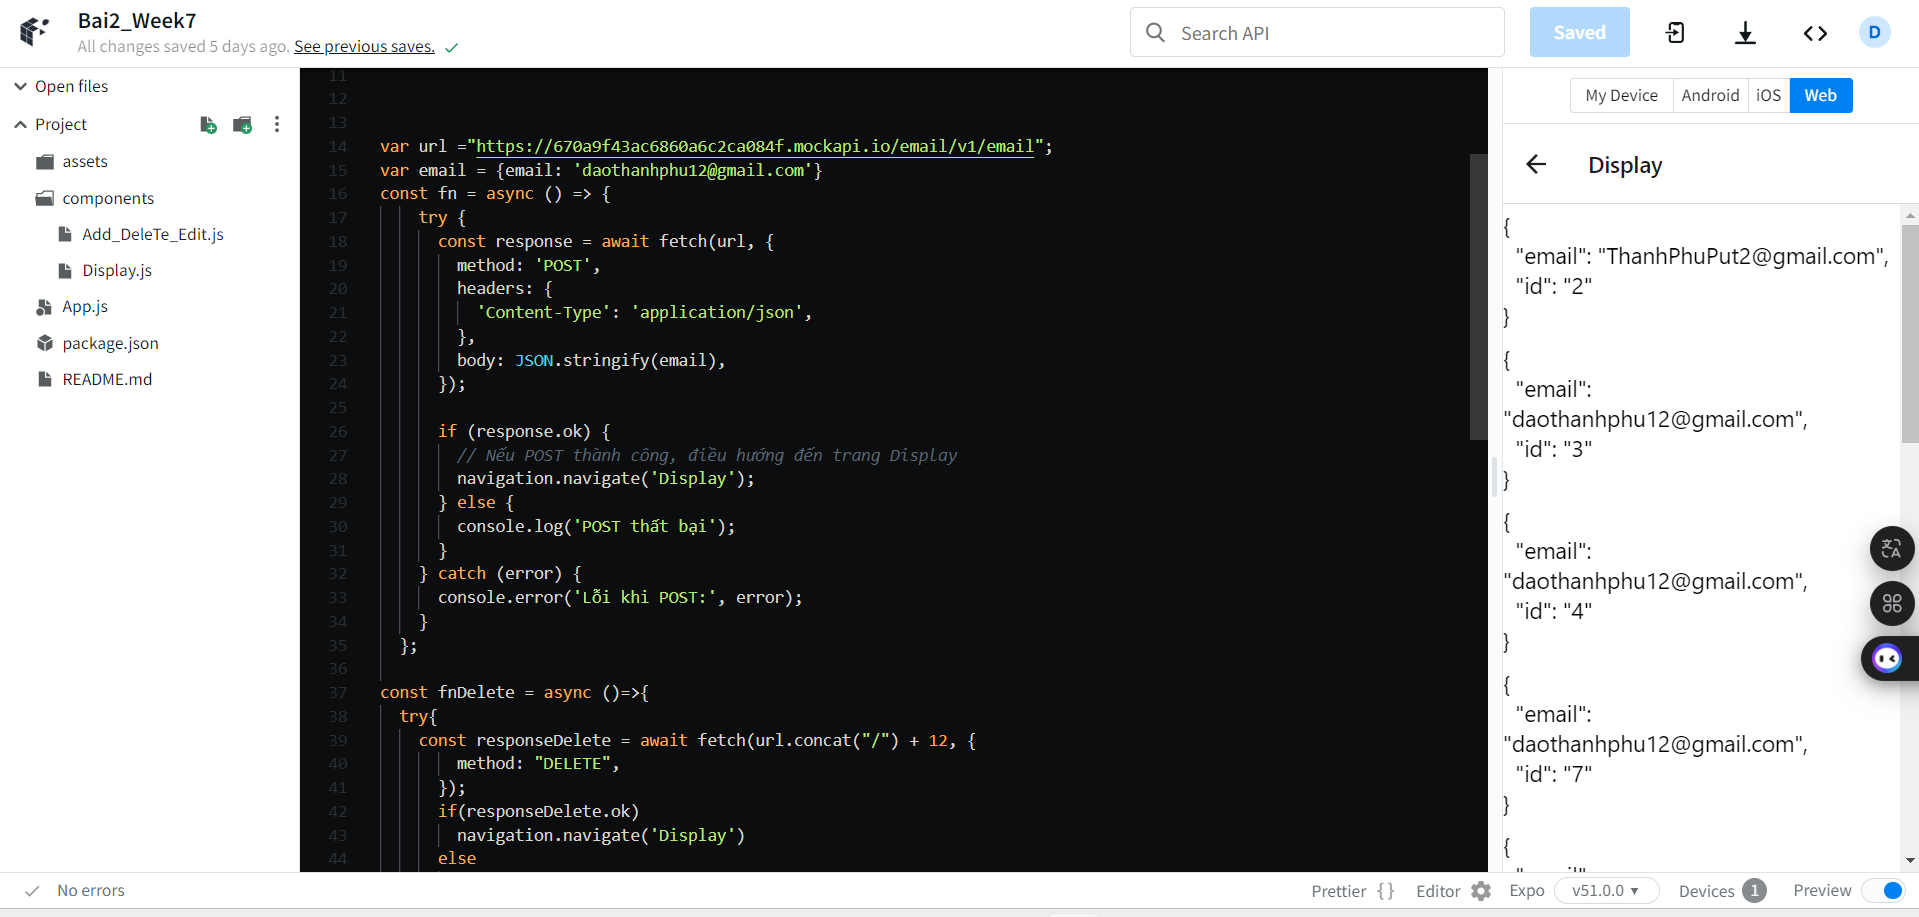 Bai2_Week7
All changes saved 5 days ago. See previous saves.
Search API
Saved
D
Open files
Project
assets
components
Add_DeleTe_Edit.js
Display.js
App.js
package.json
README.md
11
12
13
14 var url ="https://670a9f43ac6860a6c2ca084f.mockapi.io/email/v1/email";
15 var email = {email: 'daothanhphu12@gmail.com'}
16 const fn = async () => {
17 try {
18 const response = await fetch(url, {
19 method: 'POST',
20 headers: {
21 'Content-Type': 'application/json',
22 },
23 body: JSON.stringify(email),
24 });
25
26 if (response.ok) {
27 // Nếu POST thành công, điều hướng đến trang Display
28 navigation.navigate('Display');
29 } else {
30 console.log('POST thất bại');
31 }
32 } catch (error) {
33 console.error('Lỗi khi POST:', error);
34 }
35 };
36
37 const fnDelete = async ()=>{
38 try{
39 const responseDelete = await fetch(url.concat("/") + 12, {
40 method: "DELETE",
41 });
42 if(responseDelete.ok)
43 navigation.navigate('Display')
44 else
My Device Android iOS Web
Display
{
"email": "ThanhPhuPut2@gmail.com",
"id": "2"
}
{
"email":
"daothanhphu12@gmail.com",
"id": "3"
}
{
"email":
"daothanhphu12@gmail.com",
"id": "4"
}
{
"email":
"daothanhphu12@gmail.com",
"id": "7"
}
{
No errors
Prettier { } Editor Expo v51.0.0 Devices 1 Preview